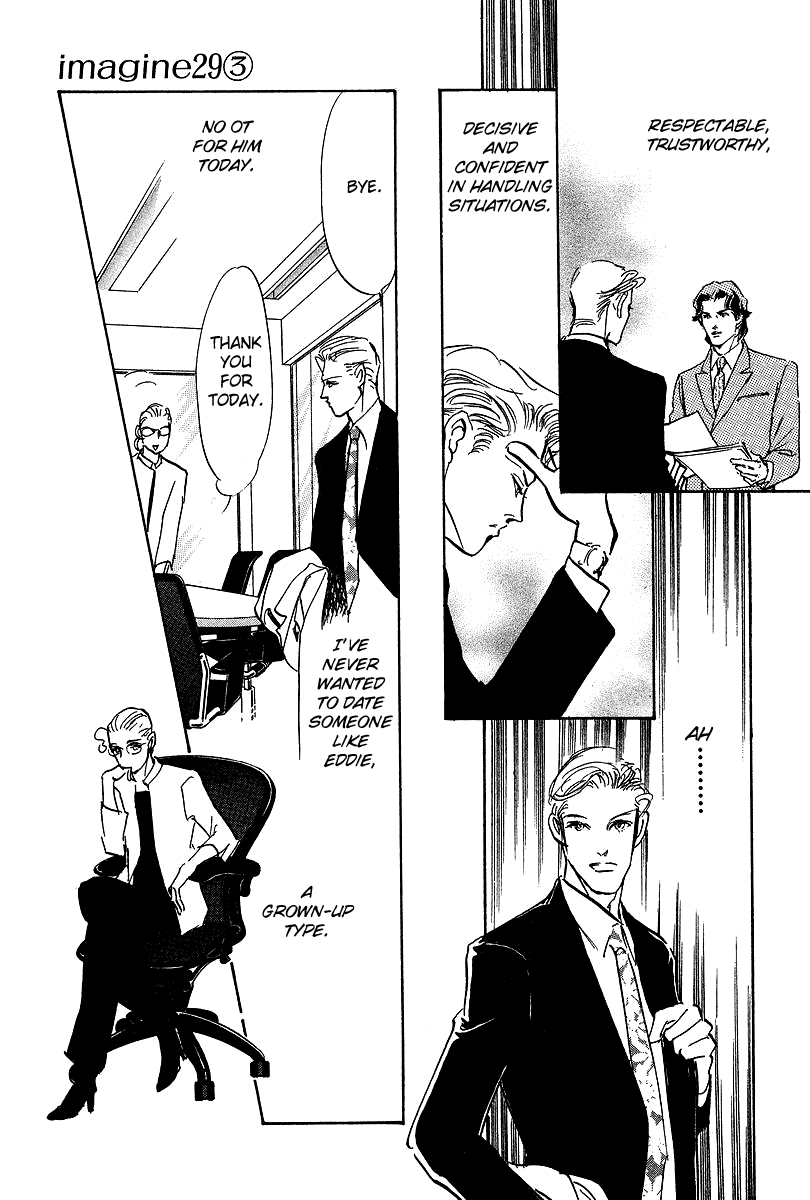 imagine29③
RESPECTABLE,
TRUSTWORTHY,
DECISIVE
AND
CONFIDENT
IN HANDLING
SITUATIONS.
AH
........
BYE.
NO OT
FOR HIM
TODAY.
THANK
YOU
FOR
TODAY.
I'VE
NEVER
WANTED
TO DATE
SOMEONE
LIKE
EDDIE,
A
GROWN-UP
TYPE.